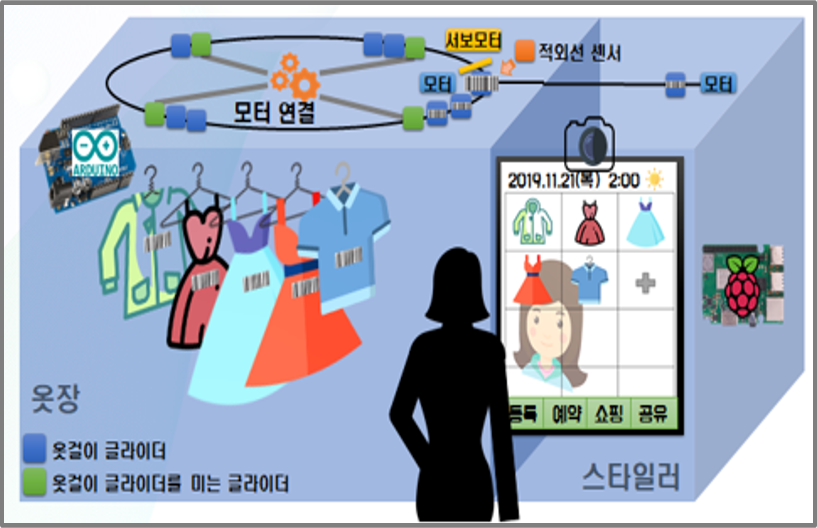 서보모터
적외선 센서
모터
모터
모터 연결
ARDUINO
2019.11.21(목) 2:00
등록 예약 쇼핑 공유
옷장
옷걸이 글라이더
옷걸이 글라이더를 미는 글라이더
스타일러